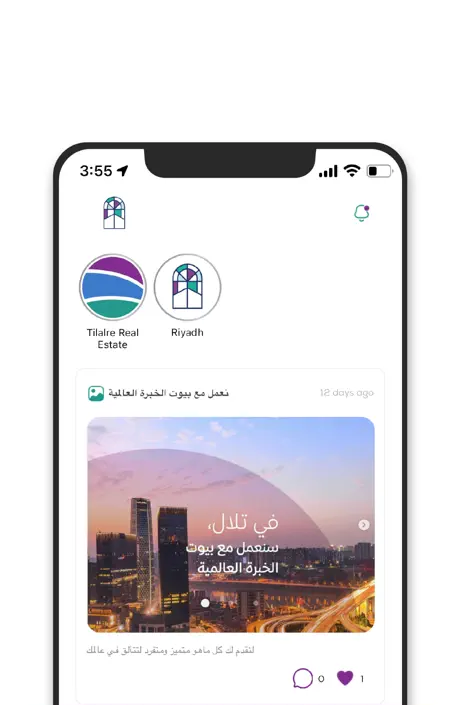 3:55
Tilalre Real
Estate
Riyadh
نعمل مع بيوت الخبرة العالمية
12 days ago
في تلال،
سنعمل مع بيوت
الخبرة العالمية
لنقدم لك كل ماهو متميز ومتفرد لتتألق في عالمك
0
1